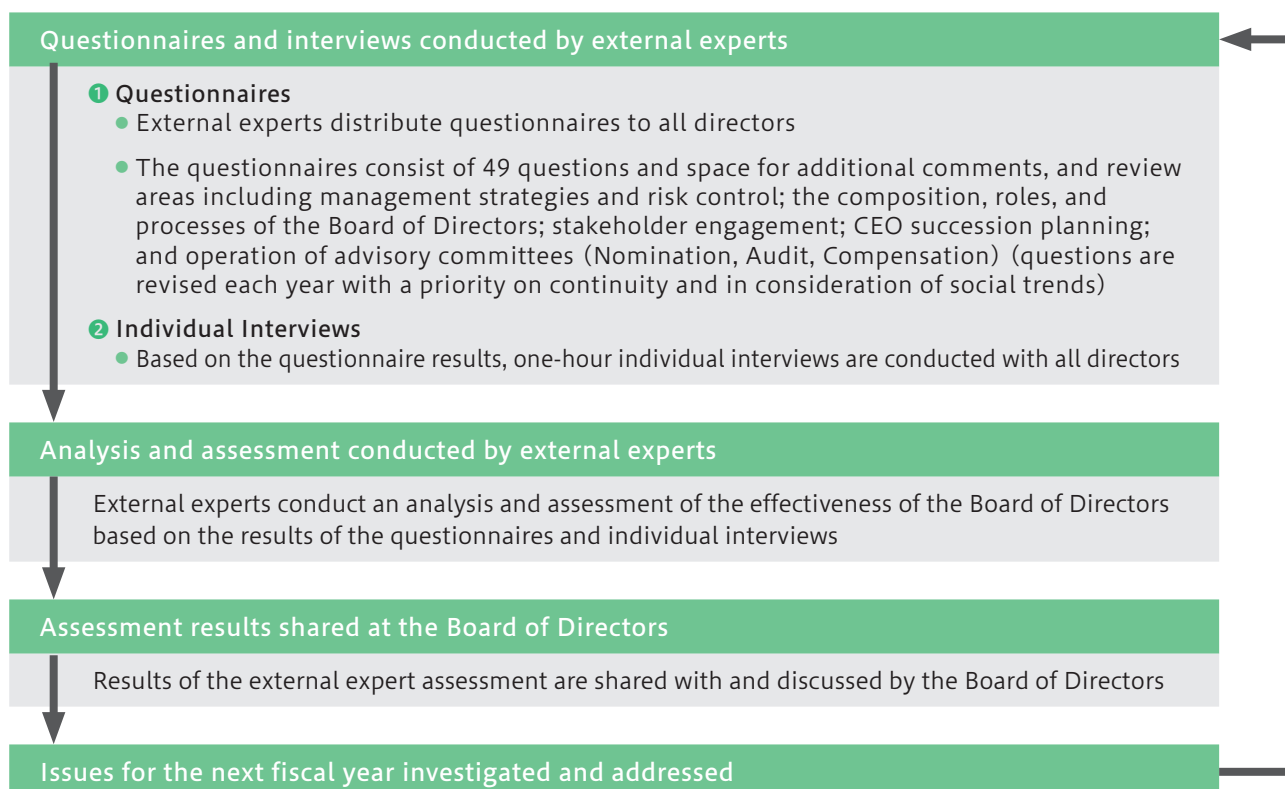 Questionnaires and interviews conducted by external experts
1 Questionnaires
● External experts distribute questionnaires to all directors
● The questionnaires consist of 49 questions and space for additional comments, and review
areas including management strategies and risk control; the composition, roles, and
processes of the Board of Directors; stakeholder engagement; CEO succession planning;
and operation of advisory committees (Nomination, Audit, Compensation) (questions are
revised each year with a priority on continuity and in consideration of social trends)
2 Individual Interviews
● Based on the questionnaire results, one-hour individual interviews are conducted with all directors
Analysis and assessment conducted by external experts
External experts conduct an analysis and assessment of the effectiveness of the Board of Directors
based on the results of the questionnaires and individual interviews
Assessment results shared at the Board of Directors
Results of the external expert assessment are shared with and discussed by the Board of Directors
Issues for the next fiscal year investigated and addressed